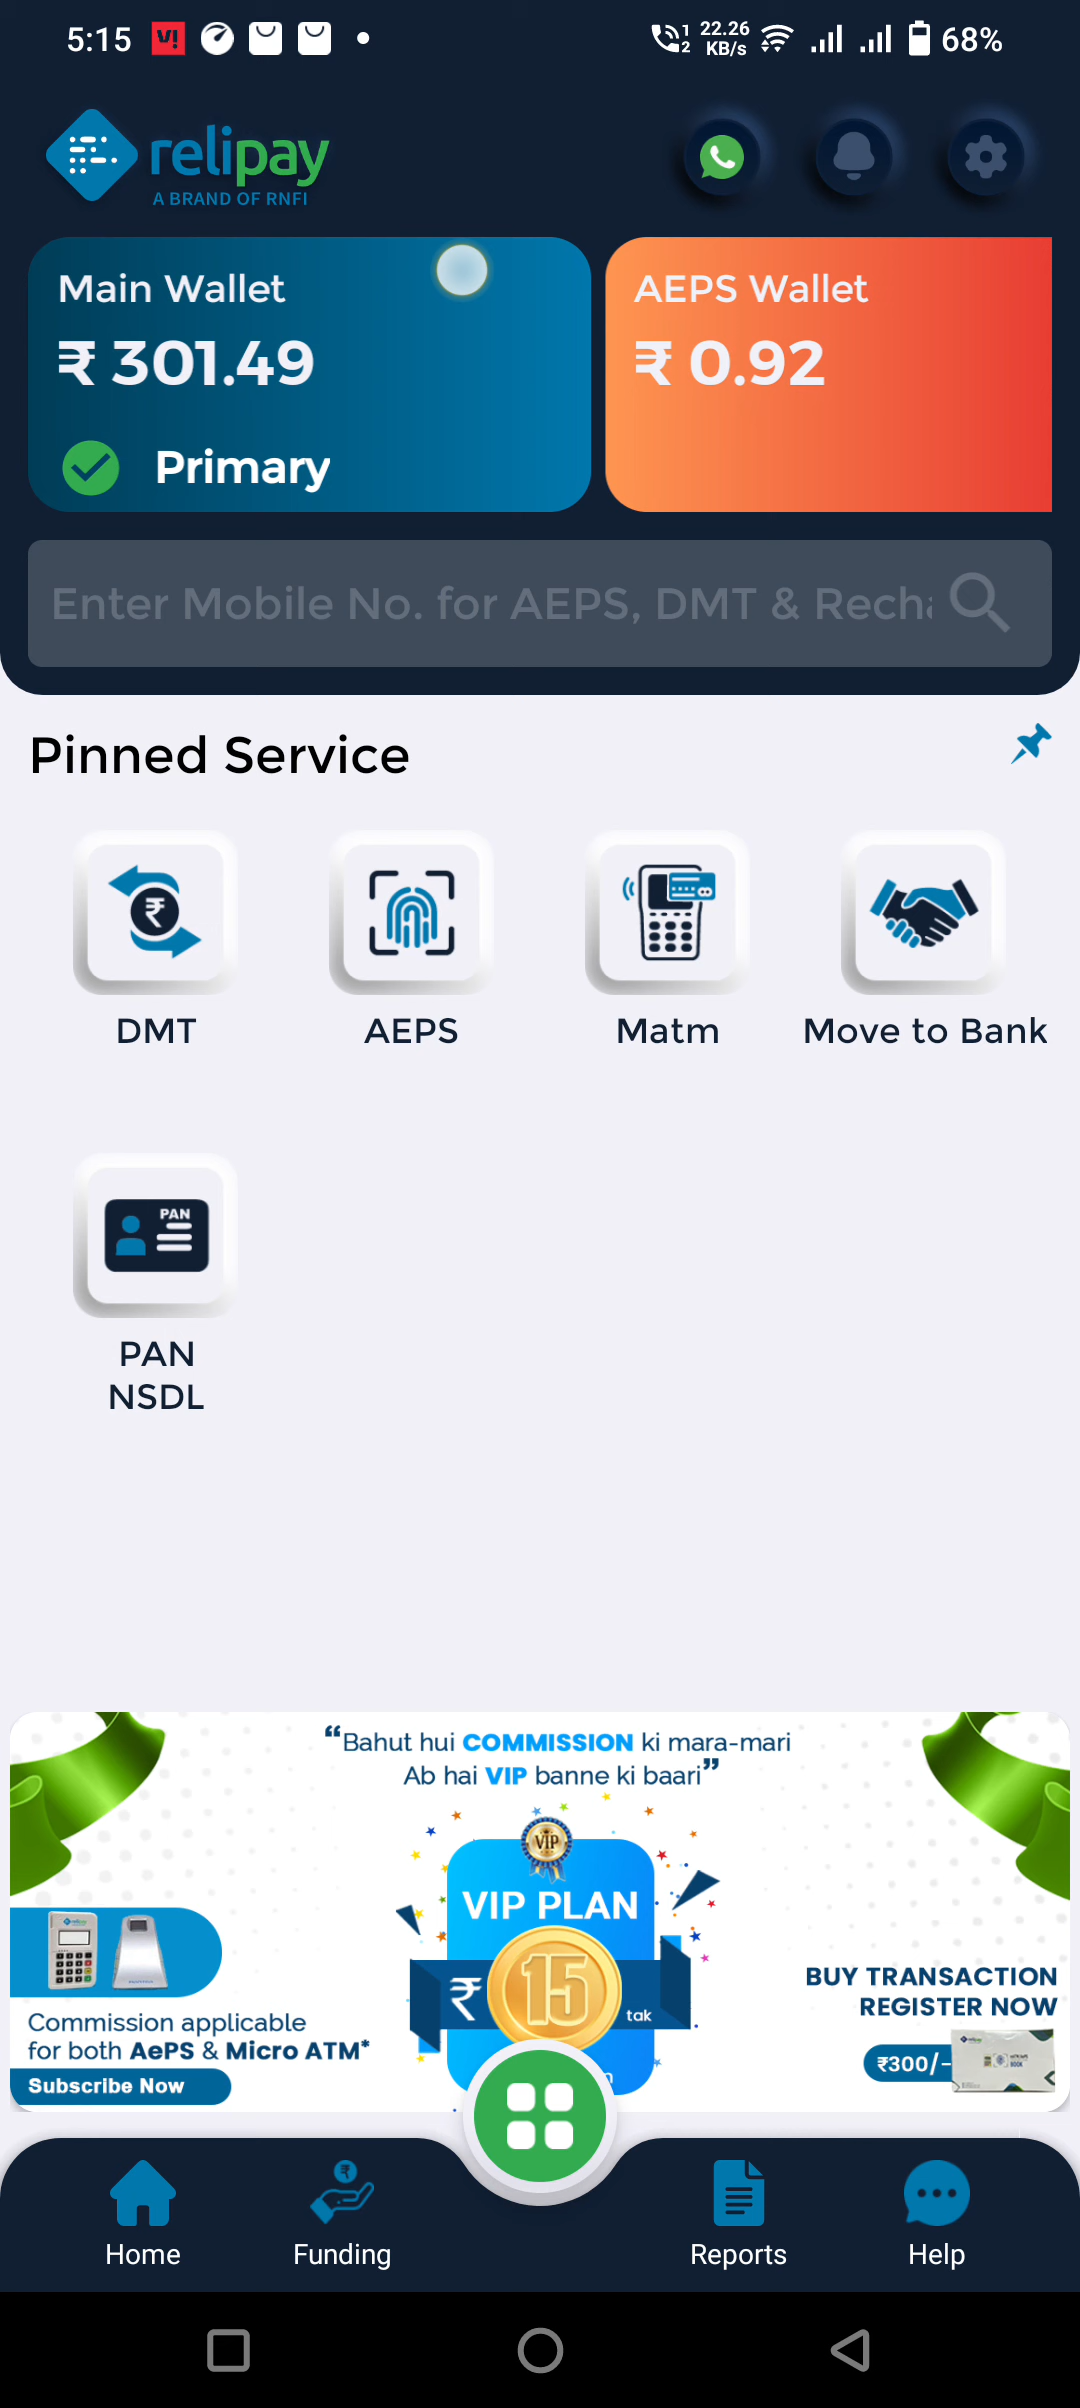 5:15 V! 1 2 22.26 KB/s 68%
relipay
A BRAND OF RNFI
Main Wallet
₹ 301.49
Primary
AEPS Wallet
₹ 0.92
Enter Mobile No. for AEPS, DMT & Recha
Pinned Service
DMT
AEPS
Matm
Move to Bank
PAN
PAN
NSDL
“Bahut hui COMMISSION ki mara-mari
Ab hai VIP banne ki baari”
VIP
VIP PLAN
₹ 15 tak
Commission applicable
for both AePS & Micro ATM*
Subscribe Now
BUY TRANSACTION
REGISTER NOW
₹300/-
Home
Funding
Reports
Help